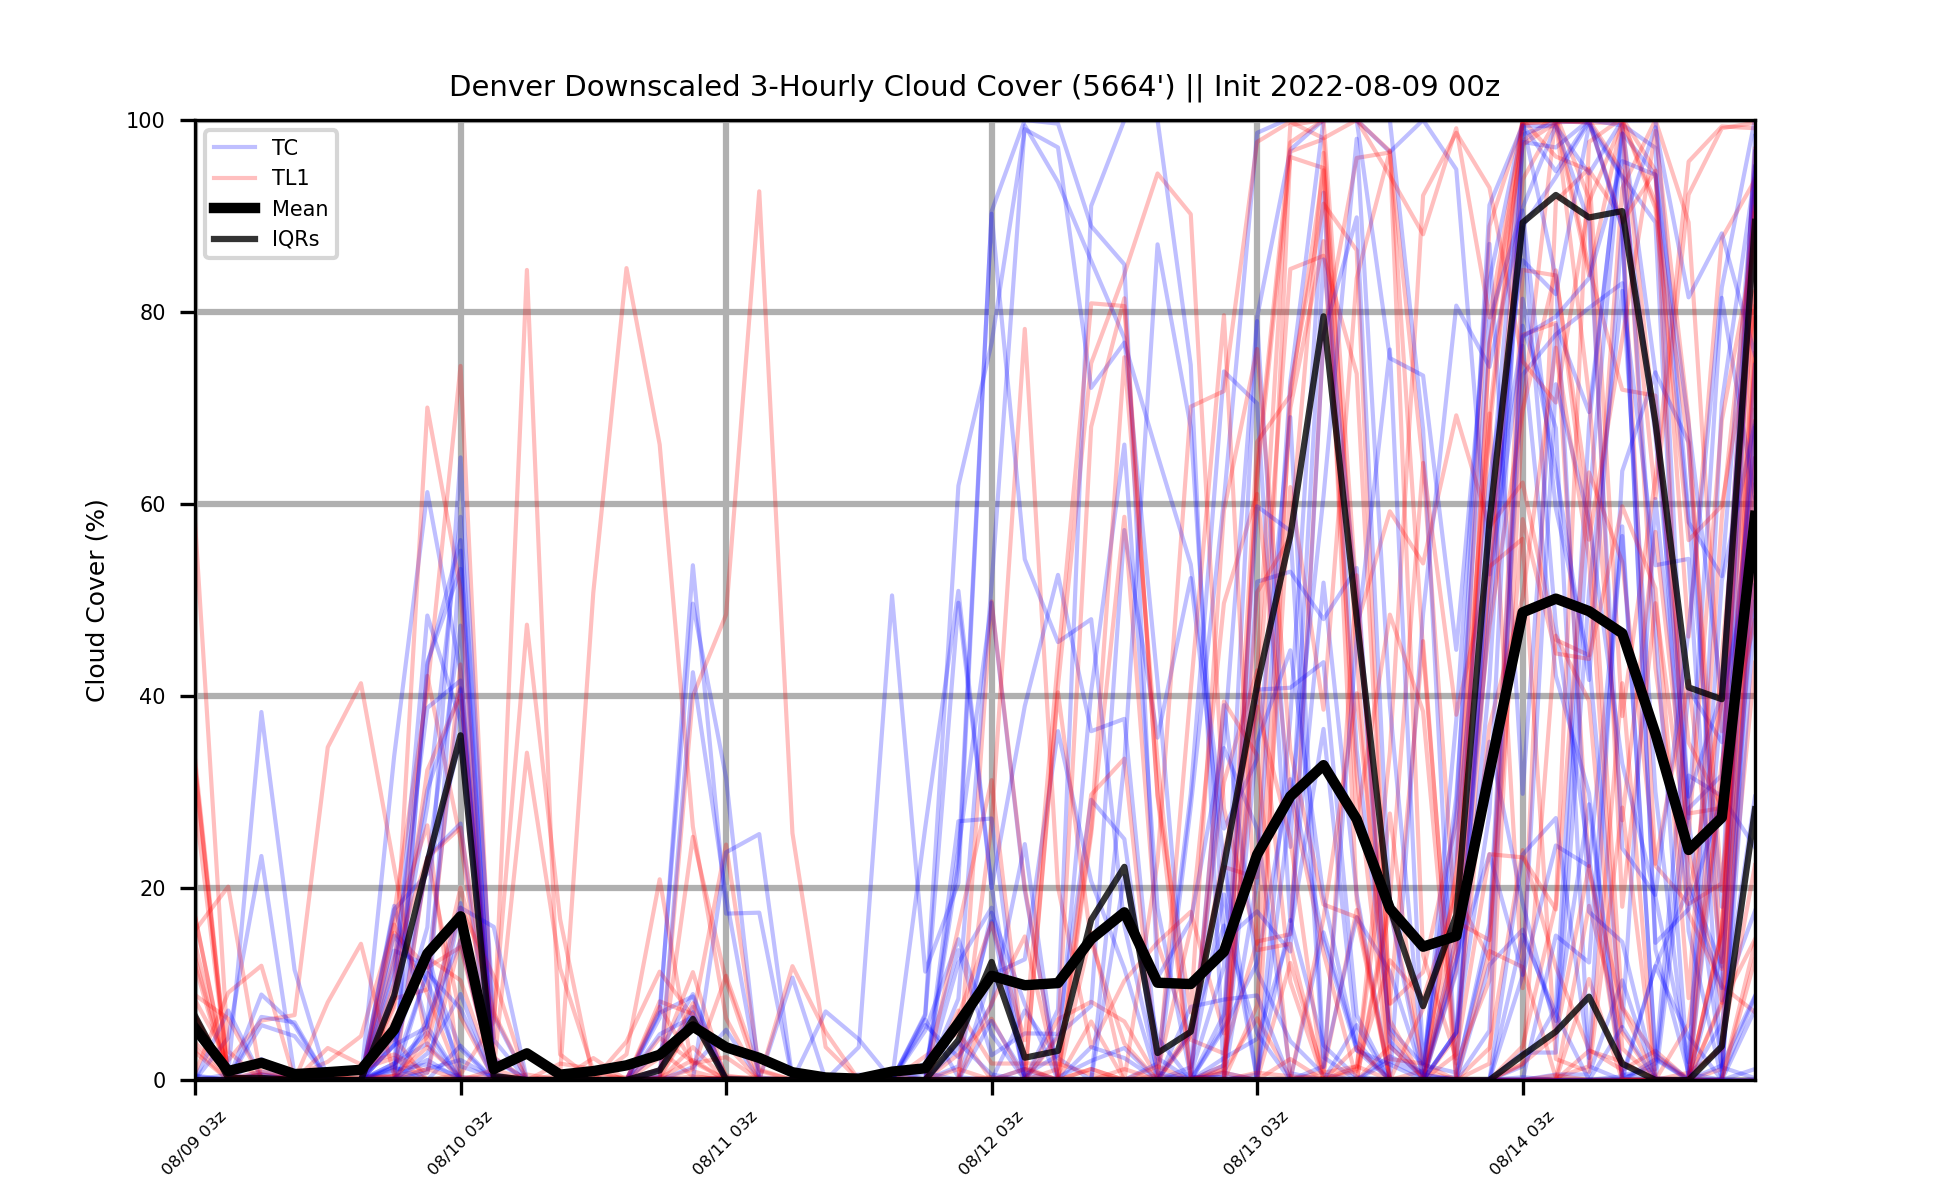 Denver Downscaled 3-Hourly Cloud Cover (5664') || Init 2022-08-09 00z
100
TC
TL1
Mean
IQRs
80
60
40
20
0
Cloud Cover (%)
08/09 03z
08/10 03z
08/11 03z
08/12 03z
08/13 03z
08/14 03z